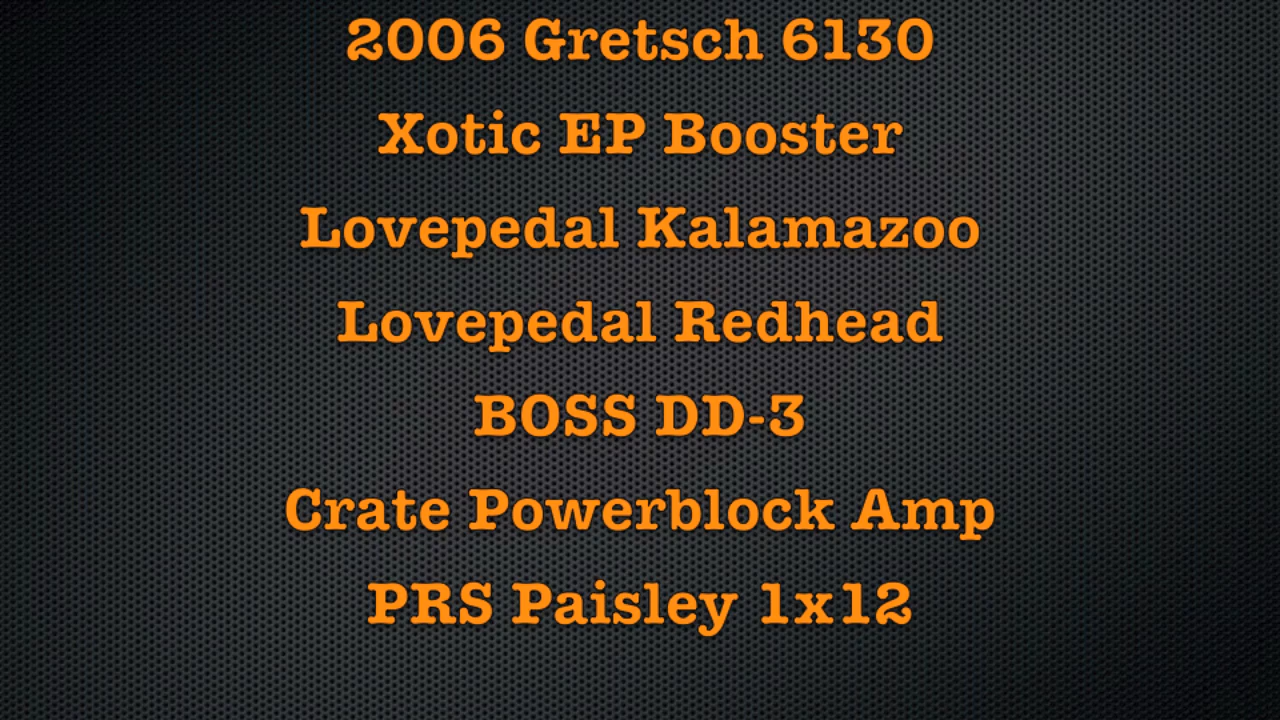 2006 Gretsch 6130
Xotic EP Booster
Lovepedal Kalamazoo
Lovepedal Redhead
BOSS DD-3
Crate Powerblock Amp
PRS Paisley 1x12